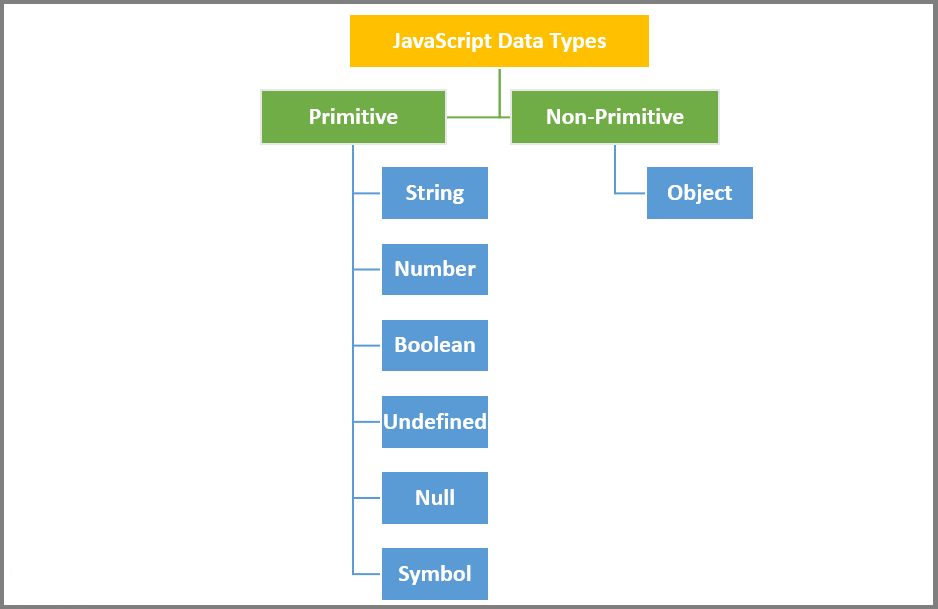 JavaScript Data Types
Primitive
Non-Primitive
String
Object
Number
Boolean
Undefined
Null
Symbol